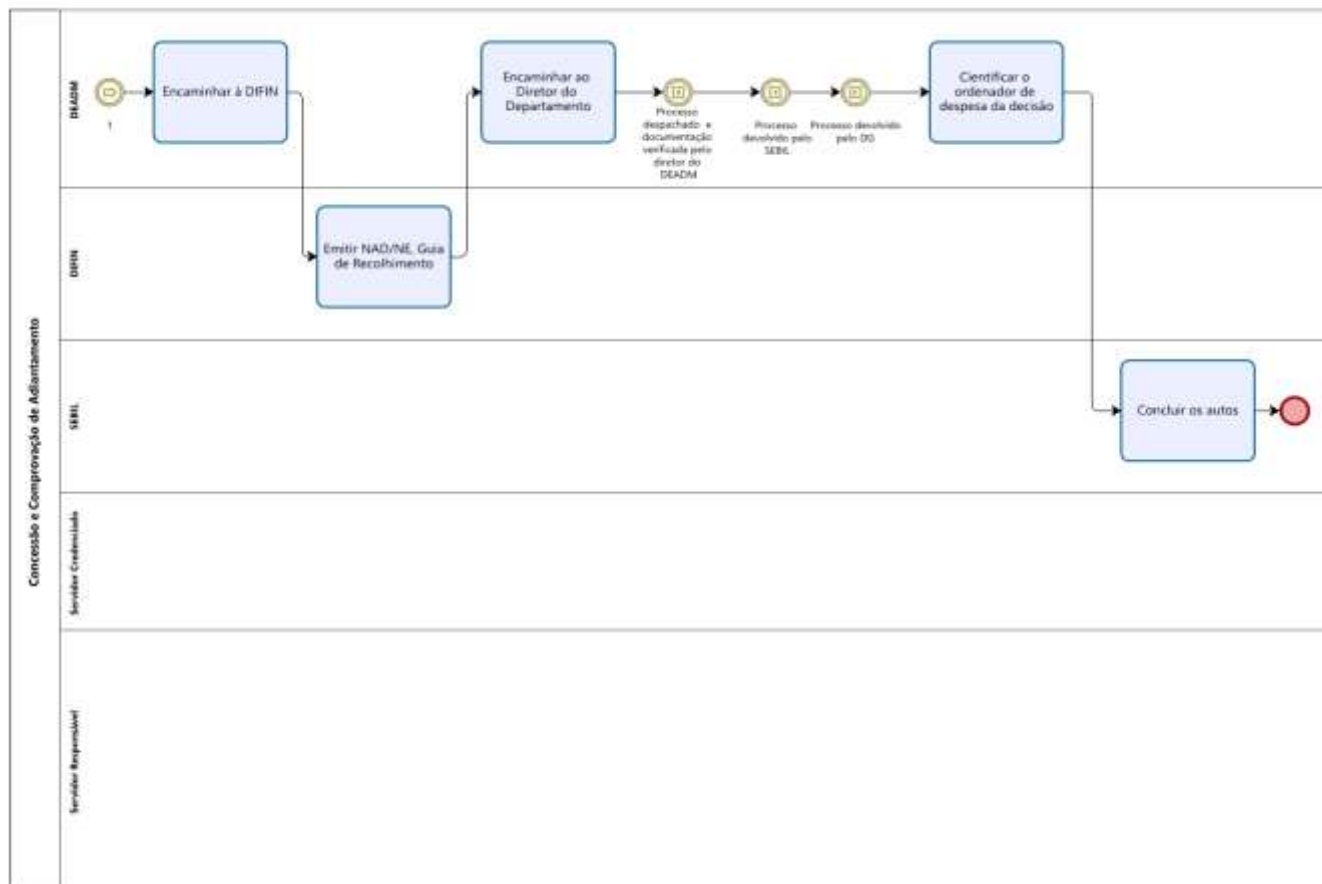 Concessão e Comprovação de Adiantamento
DEADM
1
Encaminhar à DIFIN
Encaminhar ao
Diretor do
Departamento
Processo
despachado e
documentação
verificada pelo
diretor do
DEADM
Processo
devolvido pelo
SEBIL
Processo devolvido
pelo DG
Cientificar o
ordenador de
despesa da decisão
DIFIN
Emitir NAD/NE, Guia
de Recolhimento
SEBIL
Concluir os autos
Servidor Credenciado
Servidor Responsável